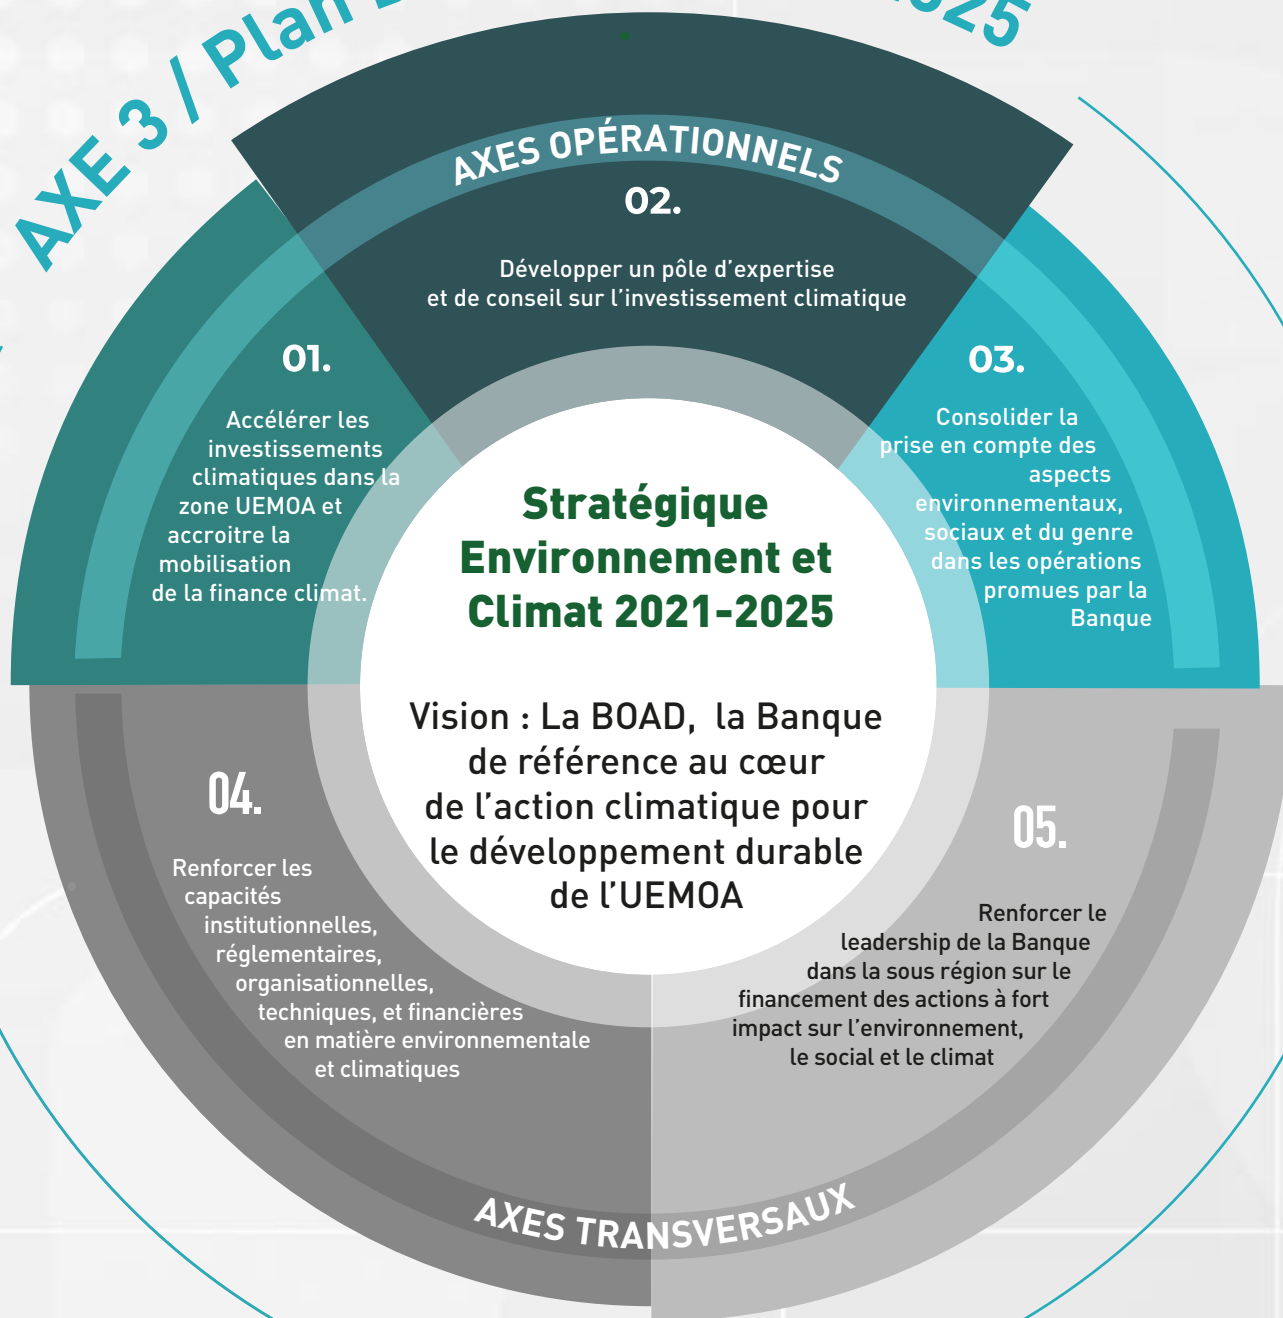 AXE 3 / Plan
2025
AXES OPÉRATIONNELS
02.
Développer un pôle d'expertise
et de conseil sur l'investissement climatique
01.
Accélérer les
investissements
climatiques dans la
zone UEMOA et
accroitre la
mobilisation
de la finance climat.
03.
Consolider la
prise en compte des
aspects
environnementaux,
sociaux et du genre
dans les opérations
promues par la
Banque
Stratégique
Environnement et
Climat 2021-2025
Vision : La BOAD, la Banque
de référence au cœur
de l'action climatique pour
le développement durable
de l'UEMOA
04.
Renforcer les
capacités
institutionnelles,
réglementaires,
organisationnelles,
techniques, et financières
en matière environnementale
et climatiques
05.
Renforcer le
leadership de la Banque
dans la sous région sur le
financement des actions à fort
impact sur l'environnement,
le social et le climat
AXES TRANSVERSAUX